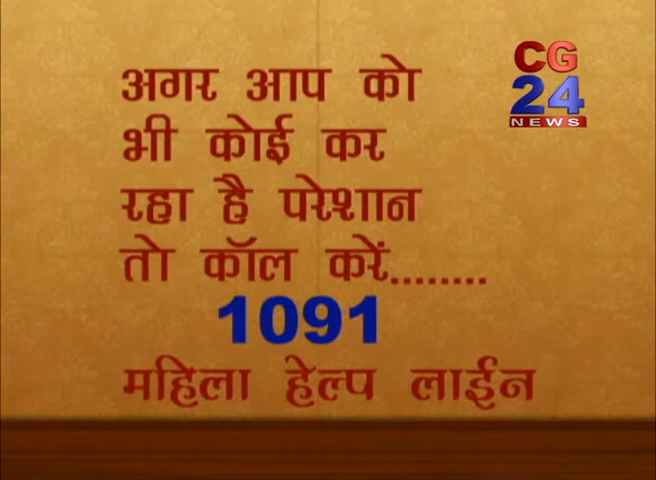 अगर आप को
भी कोई कर
रहा है परेशान
तो कॉल करें........
1091
महिला हेल्प लाईन
CG
24
NEWS